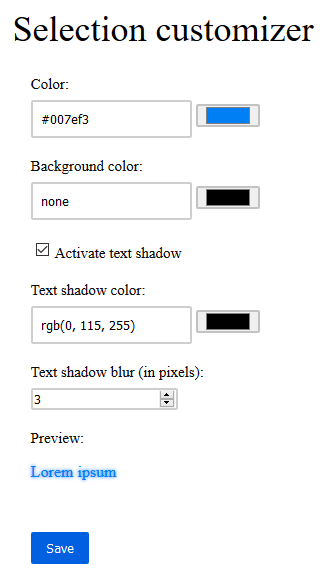 Selection customizer
Color:
#007ef3
Background color:
none
Activate text shadow
Text shadow color:
rgb(0, 115, 255)
Text shadow blur (in pixels):
3
Preview:
Lorem ipsum
Save